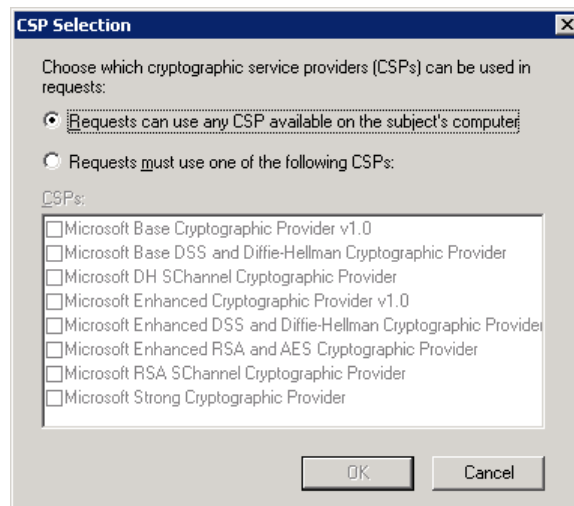 CSP Selection
Choose which cryptographic service providers (CSPs) can be used in
requests:
Requests can use any CSP available on the subject's computer
Requests must use one of the following CSPs:
CSPs:
Microsoft Base Cryptographic Provider v1.0
Microsoft Base DSS and Diffie-Hellman Cryptographic Provider
Microsoft DH SChannel Cryptographic Provider
Microsoft Enhanced Cryptographic Provider v1.0
Microsoft Enhanced DSS and Diffie-Hellman Cryptographic Provider
Microsoft Enhanced RSA and AES Cryptographic Provider
Microsoft RSA SChannel Cryptographic Provider
Microsoft Strong Cryptographic Provider
OK
Cancel